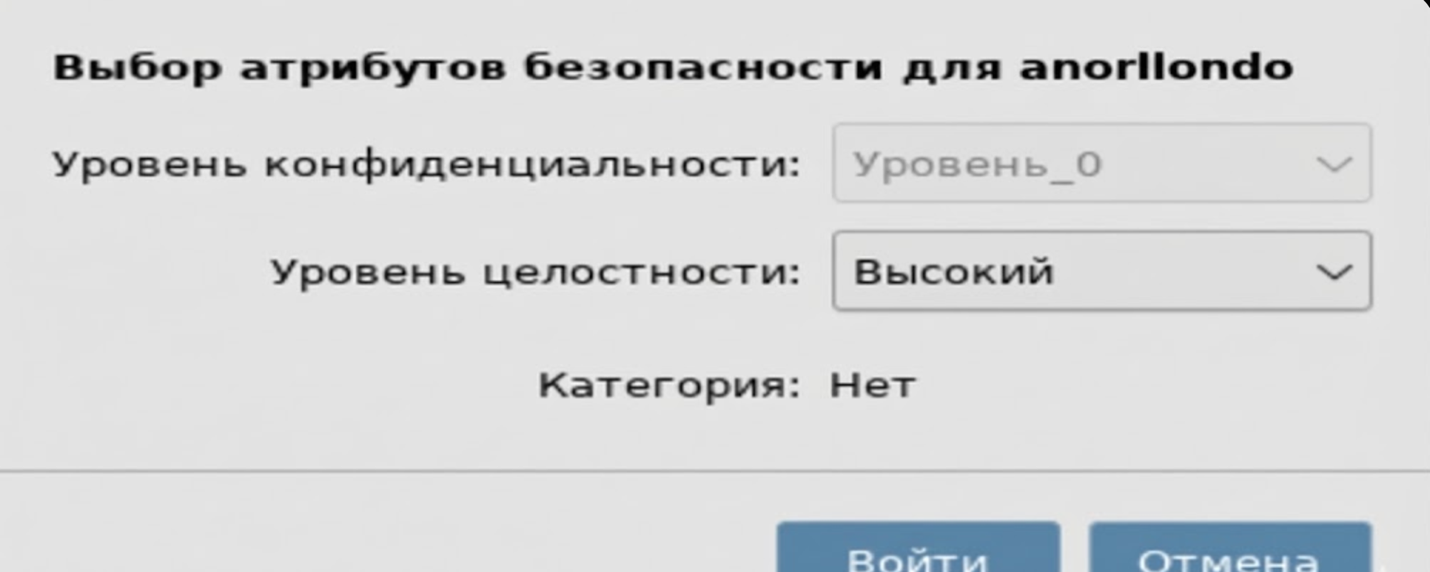 Выбор атрибутов безопасности для anorllondo
Уровень конфиденциальности: Уровень_0
Уровень целостности: Высокий
Категория: Нет
Войти Отмена